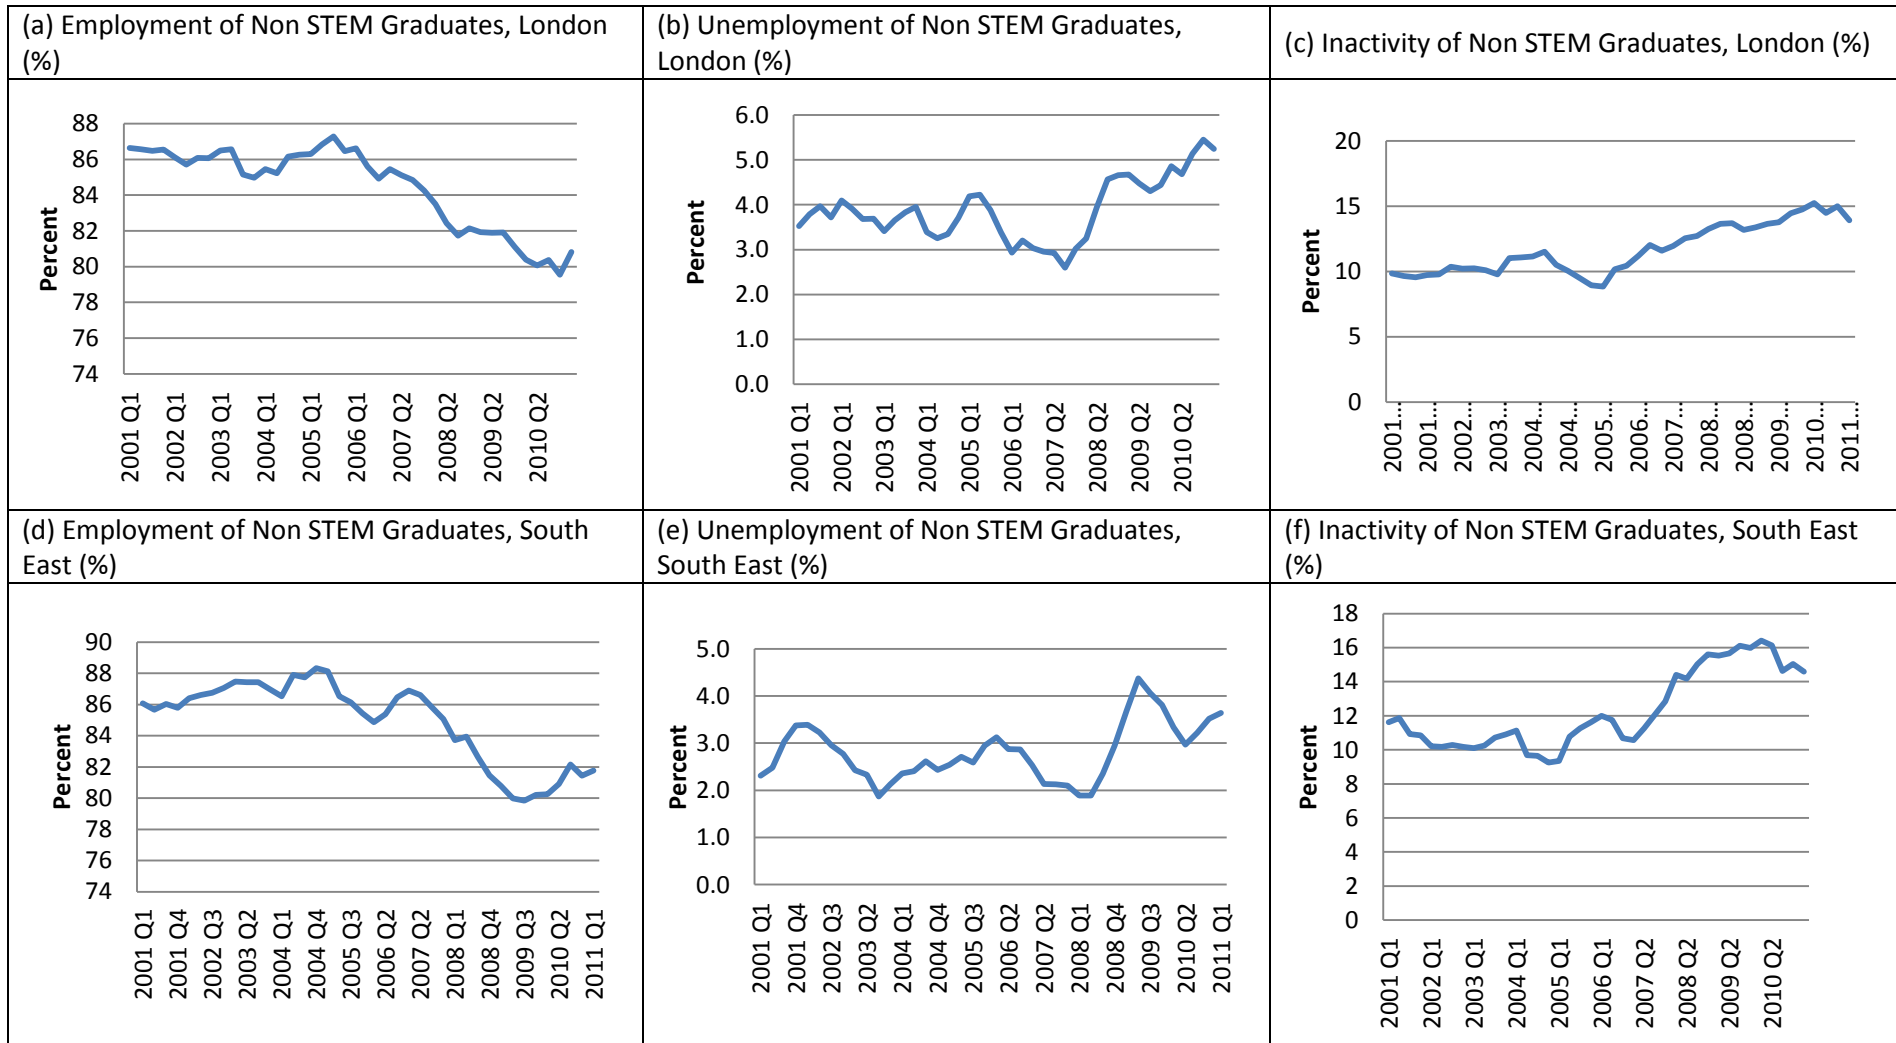 (a) Employment of Non STEM Graduates, London
(%)
(b) Unemployment of Non STEM Graduates,
London (%)
(c) Inactivity of Non STEM Graduates, London (%)
88
86
84
82
80
78
76
74
Percent
2001 Q1
2002 Q1
2003 Q1
2004 Q1
2005 Q1
2006 Q1
2007 Q2
2008 Q2
2009 Q2
2010 Q2
6.0
5.0
4.0
3.0
2.0
1.0
0.0
Percent
2001 Q1
2002 Q1
2003 Q1
2004 Q1
2005 Q1
2006 Q1
2007 Q2
2008 Q2
2009 Q2
2010 Q2
20
15
10
5
0
Percent
2001...
2001...
2002...
2003...
2004...
2004...
2005...
2006...
2007...
2008...
2008...
2009...
2010...
2011...
(d) Employment of Non STEM Graduates, South
East (%)
(e) Unemployment of Non STEM Graduates,
South East (%)
(f) Inactivity of Non STEM Graduates, South East
(%)
90
88
86
84
82
80
78
76
74
Percent
2001 Q1
2001 Q4
2002 Q3
2003 Q2
2004 Q1
2004 Q4
2005 Q3
2006 Q2
2007 Q2
2008 Q1
2008 Q4
2009 Q3
2010 Q2
2011 Q1
5.0
4.0
3.0
2.0
1.0
0.0
Percent
2001 Q1
2001 Q4
2002 Q3
2003 Q2
2004 Q1
2004 Q4
2005 Q3
2006 Q2
2007 Q2
2008 Q1
2008 Q4
2009 Q3
2010 Q2
2011 Q1
18
16
14
12
10
8
6
4
2
0
Percent
2001 Q1
2002 Q1
2003 Q1
2004 Q1
2005 Q1
2006 Q1
2007 Q2
2008 Q2
2009 Q2
2010 Q2